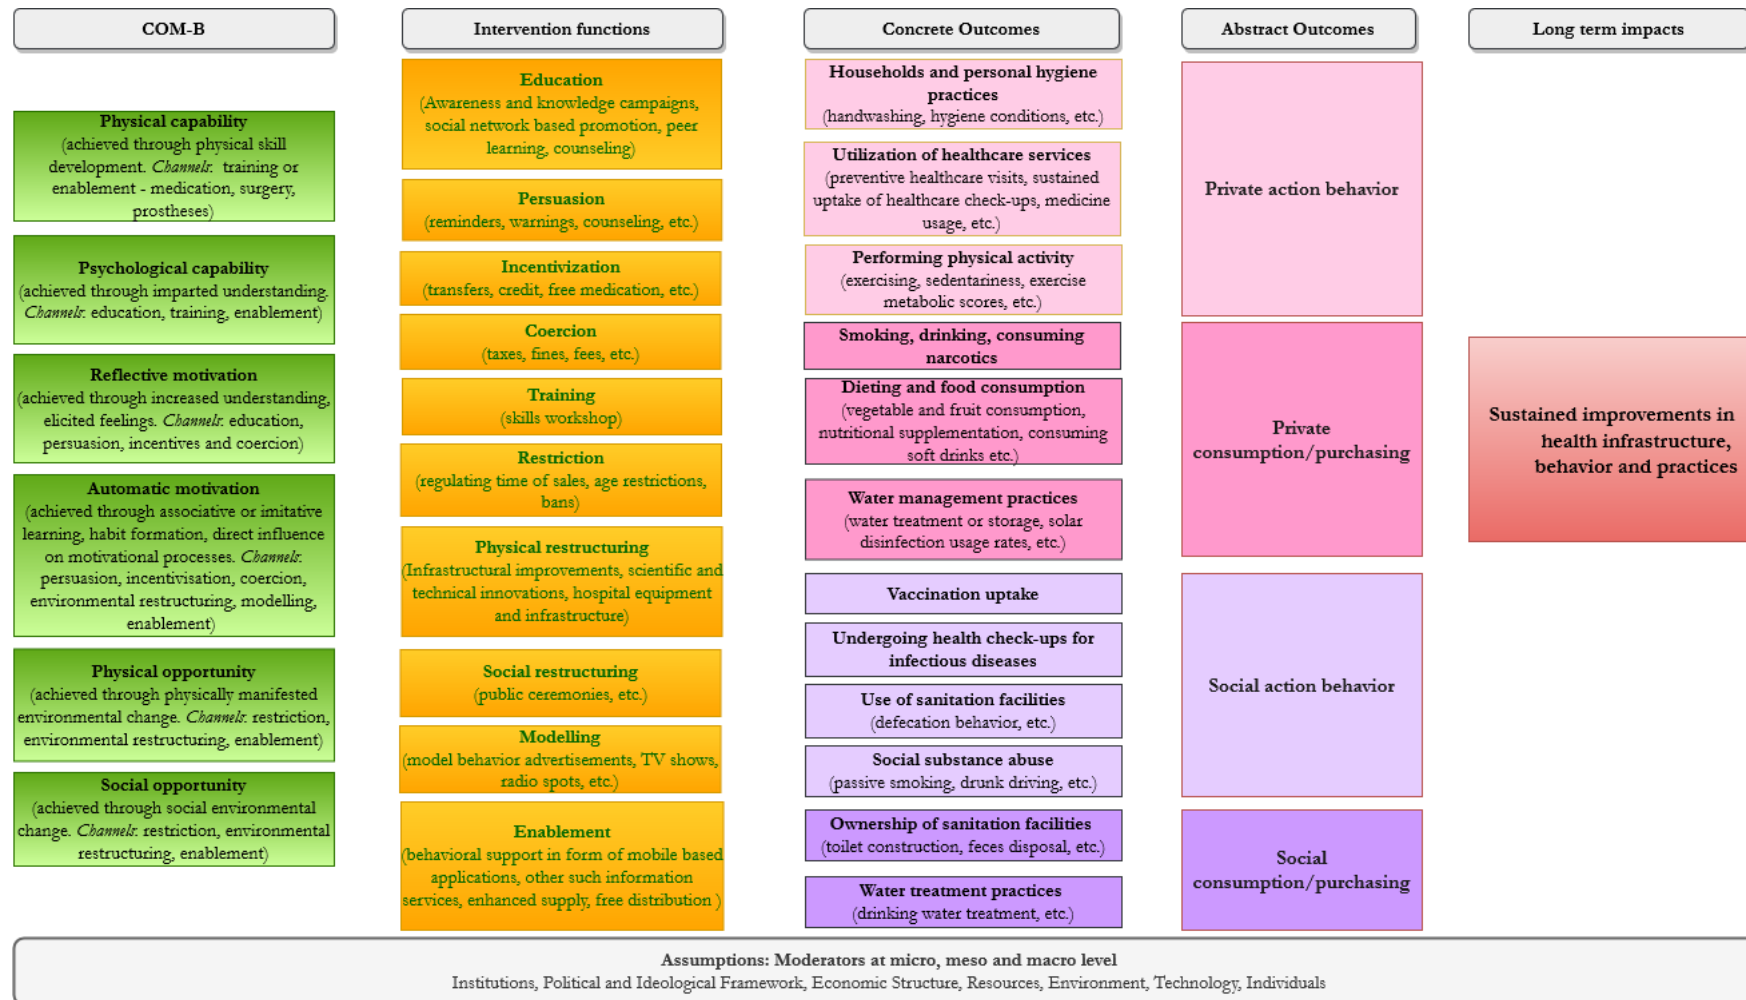 COM-B
Physical capability
(achieved through physical skill
development. Channels: training or
enablement - medication, surgery,
prostheses)
Psychological capability
(achieved through imparted understanding.
Channels: education, training, enablement)
Reflective motivation
(achieved through increased understanding,
elicited feelings. Channels: education,
persuasion, incentives and coercion)
Automatic motivation
(achieved through associative or imitative
learning, habit formation, direct influence
on motivational processes. Channels:
persuasion, incentivisation, coercion,
environmental restructuring, modelling,
enablement)
Physical opportunity
(achieved through physically manifested
environmental change. Channels: restriction,
environmental restructuring, enablement)
Social opportunity
(achieved through social environmental
change. Channels: restriction, environmental
restructuring, enablement)
Intervention functions
Education
(Awareness and knowledge campaigns,
social network based promotion, peer
learning, counseling)
Persuasion
(reminders, warnings, counseling, etc.)
Incentivization
(transfers, credit, free medication, etc.)
Coercion
(taxes, fines, fees, etc.)
Training
(skills workshop)
Restriction
(regulating time of sales, age restrictions,
bans)
Physical restructuring
(Infrastructural improvements, scientific and
technical innovations, hospital equipment
and infrastructure)
Social restructuring
(public ceremonies, etc.)
Modelling
(model behavior advertisements, TV shows,
radio spots, etc.)
Enablement
(behavioral support in form of mobile based
applications, other such information
services, enhanced supply, free distribution )
Concrete Outcomes
Households and personal hygiene
practices
(handwashing, hygiene conditions, etc.)
Utilization of healthcare services
(preventive healthcare visits, sustained
uptake of healthcare check-ups, medicine
usage, etc.)
Performing physical activity
(exercising, sedentariness, exercise
metabolic scores, etc.)
Smoking, drinking, consuming
narcotics
Dieting and food consumption
(vegetable and fruit consumption,
nutritional supplementation, consuming
soft drinks etc.)
Water management practices
(water treatment or storage, solar
disinfection usage rates, etc.)
Vaccination uptake
Undergoing health check-ups for
infectious diseases
Use of sanitation facilities
(defecation behavior, etc.)
Social substance abuse
(passive smoking, drunk driving, etc.)
Ownership of sanitation facilities
(toilet construction, feces disposal, etc.)
Water treatment practices
(drinking water treatment, etc.)
Abstract Outcomes
Private action behavior
Private
consumption/purchasing
Social action behavior
Social
consumption/purchasing
Long term impacts
Sustained improvements in
health infrastructure,
behavior and practices
Assumptions: Moderators at micro, meso and macro level
Institutions, Political and Ideological Framework, Economic Structure, Resources, Environment, Technology, Individuals